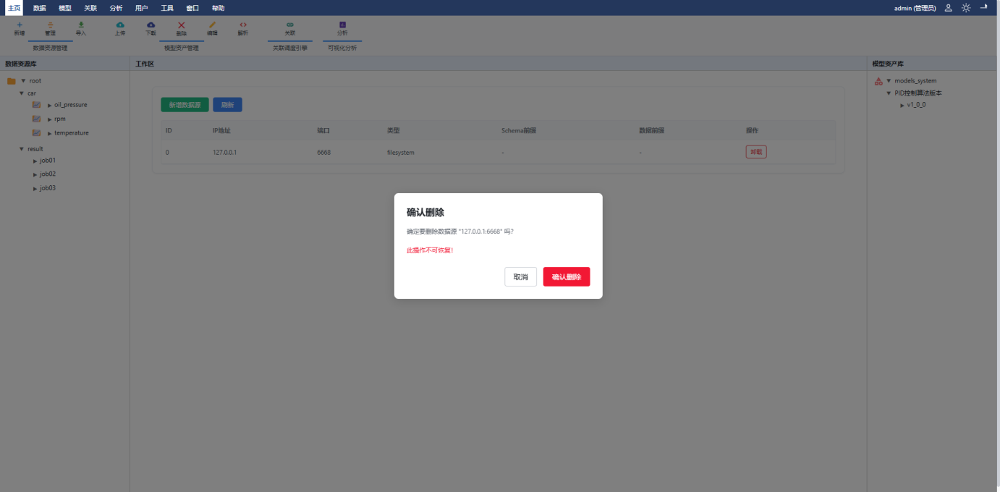 主页 数据 模型 关联 分析 用户 工具 窗口 帮助 admin (管理员)
新增 管理 导入 上传 下载 删除 编辑 解析 关联 分析
数据资源管理 模型资产管理 关联调度引擎 可视化分析
数据资源库 工作区 模型资产库
root
car
oil_pressure
rpm
temperature
result
job01
job02
job03
新增数据源 刷新
ID IP地址 端口 类型 Schema前缀 数据前缀 操作
0 127.0.0.1 6668 filesystem - - 卸载
确认删除
确定要删除数据源 "127.0.0.1:6668" 吗?
此操作不可恢复!
取消 确认删除
models_system
PID控制算法版本
v1_0_0